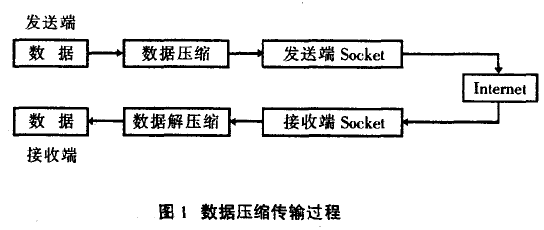 发送端
数 据 数据压缩 发送端 Socket
Internet
数 据 数据解压缩 接收端 Socket
接收端
图 1 数据压缩传输过程